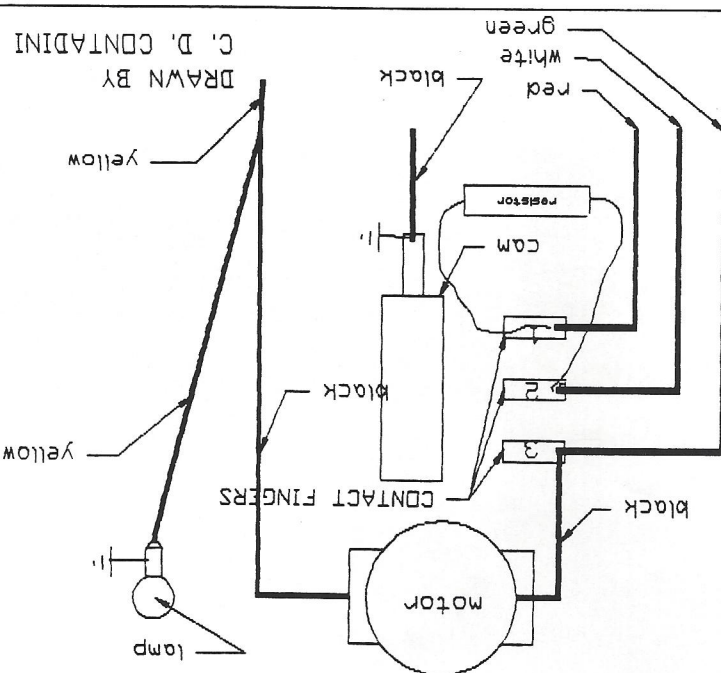 lamp
motor
black
CONTACT FINGERS
yellow
3
black
2
1
cam
resistor
yellow
red
black
white
green
DRAWN BY
C. D. CONTADINI